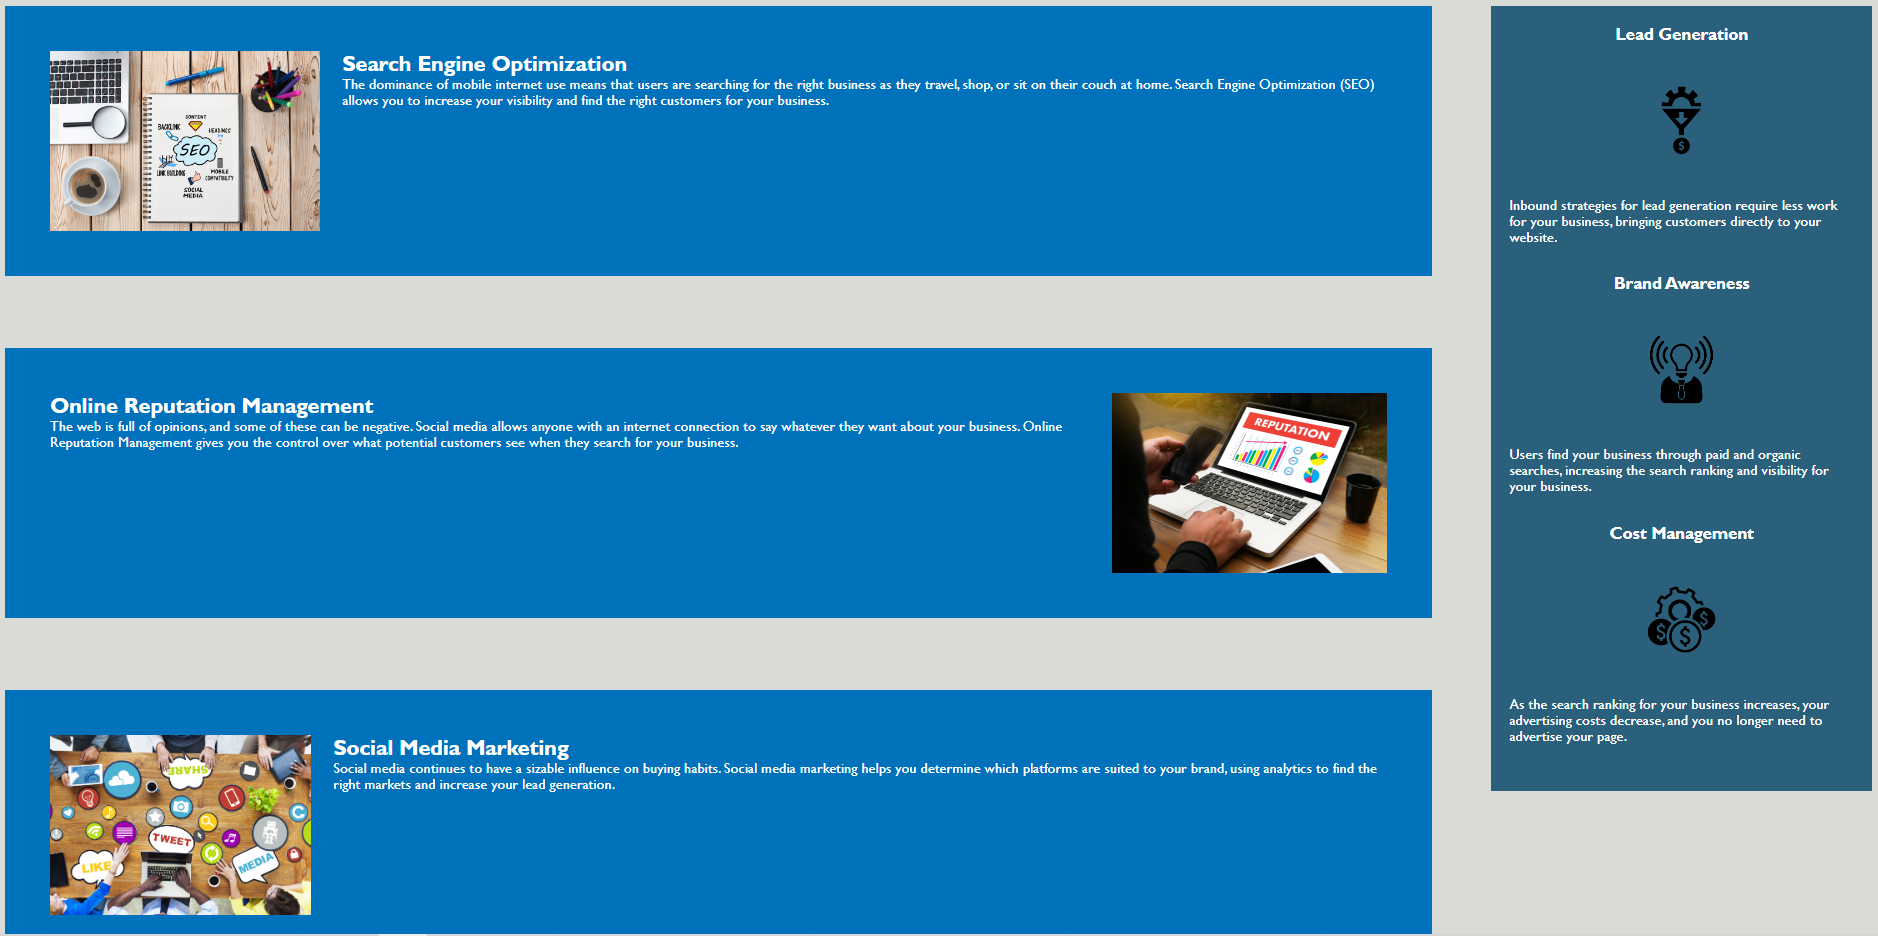 Search Engine Optimization
The dominance of mobile internet use means that users are searching for the right business as they travel, shop, or sit on their couch at home. Search Engine Optimization (SEO)
allows you to increase your visibility and find the right customers for your business.
CONTENT
BACKLINK
HEADINGS
SEO
LINK BUILDING
MOBILE
COMPATIBILITY
SOCIAL
MEDIA
Online Reputation Management
The web is full of opinions, and some of these can be negative. Social media allows anyone with an internet connection to say whatever they want about your business. Online
Reputation Management gives you the control over what potential customers see when they search for your business.
REPUTATION
Social Media Marketing
Social media continues to have a sizable influence on buying habits. Social media marketing helps you determine which platforms are suited to your brand, using analytics to find the
right markets and increase your lead generation.
SHARE
TWEET
LIKE
MEDIA
Lead Generation
$
Inbound strategies for lead generation require less work
for your business, bringing customers directly to your
website.
Brand Awareness
Users find your business through paid and organic
searches, increasing the search ranking and visibility for
your business.
Cost Management
$ $ $
As the search ranking for your business increases, your
advertising costs decrease, and you no longer need to
advertise your page.